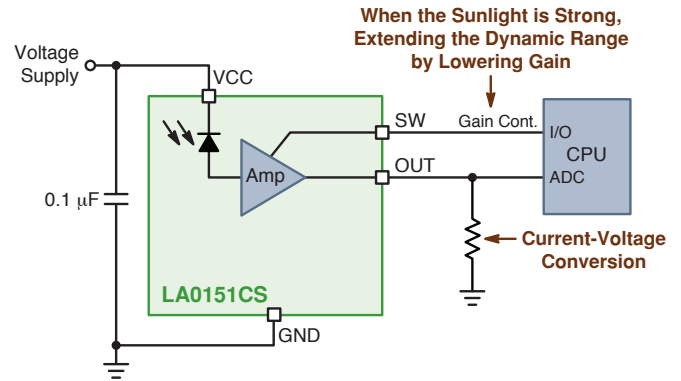 When the Sunlight is Strong,
Extending the Dynamic Range
by Lowering Gain
Voltage
Supply
VCC
SW
Gain Cont.
I/O
CPU
Amp
OUT
ADC
0.1 µF
Current-Voltage
Conversion
LA0151CS
GND